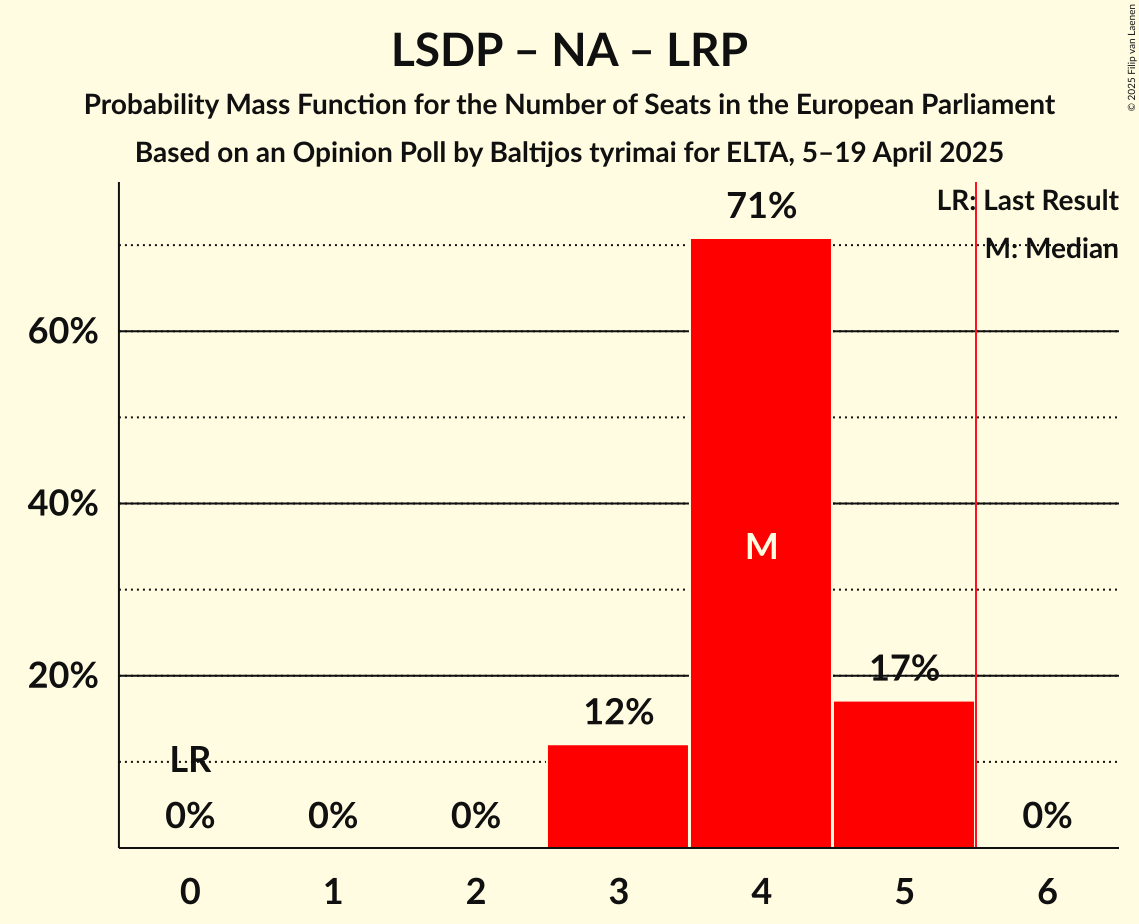 LSDP – NA – LRP
Probability Mass Function for the Number of Seats in the European Parliament
Based on an Opinion Poll by Baltijos tyrimai for ELTA, 5–19 April 2025
© 2025 Filip van Laenen
LR: Last Result
M: Median
71%
60%
40%
M
20%
17%
12%
LR
0%
0%
0%
0%
0
1
2
3
4
5
6